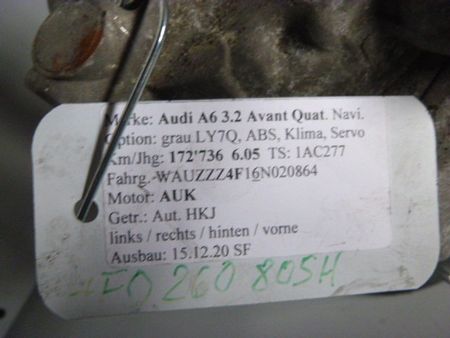 Marke: Audi A6 3.2 Avant Quat. Navi.
Option: grau LY7Q, ABS, Klima, Servo
Km/Jhg: 172'736 6.05 TS: 1AC277
Fahrg. WAUZZZ4F16N020864
Motor: AUK
Getr.: Aut. HKJ
links / rechts / hinten / vorne
Ausbau: 15.12.20 SF
260 805H